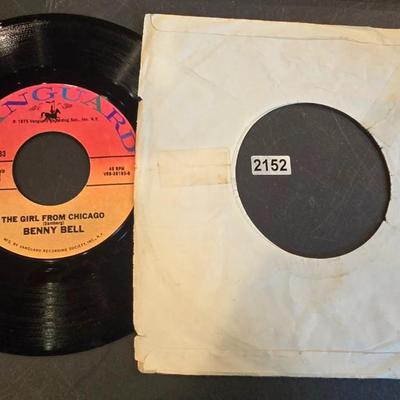 VANGUARD
℗ 1975 Vanguard Recording Soc., Inc. N.Y.
45 RPM
THE GIRL FROM CHICAGO
(Samberg)
BENNY BELL
MFG. BY VANGUARD RECORDING SOCIETY, INC., N.Y.
2152